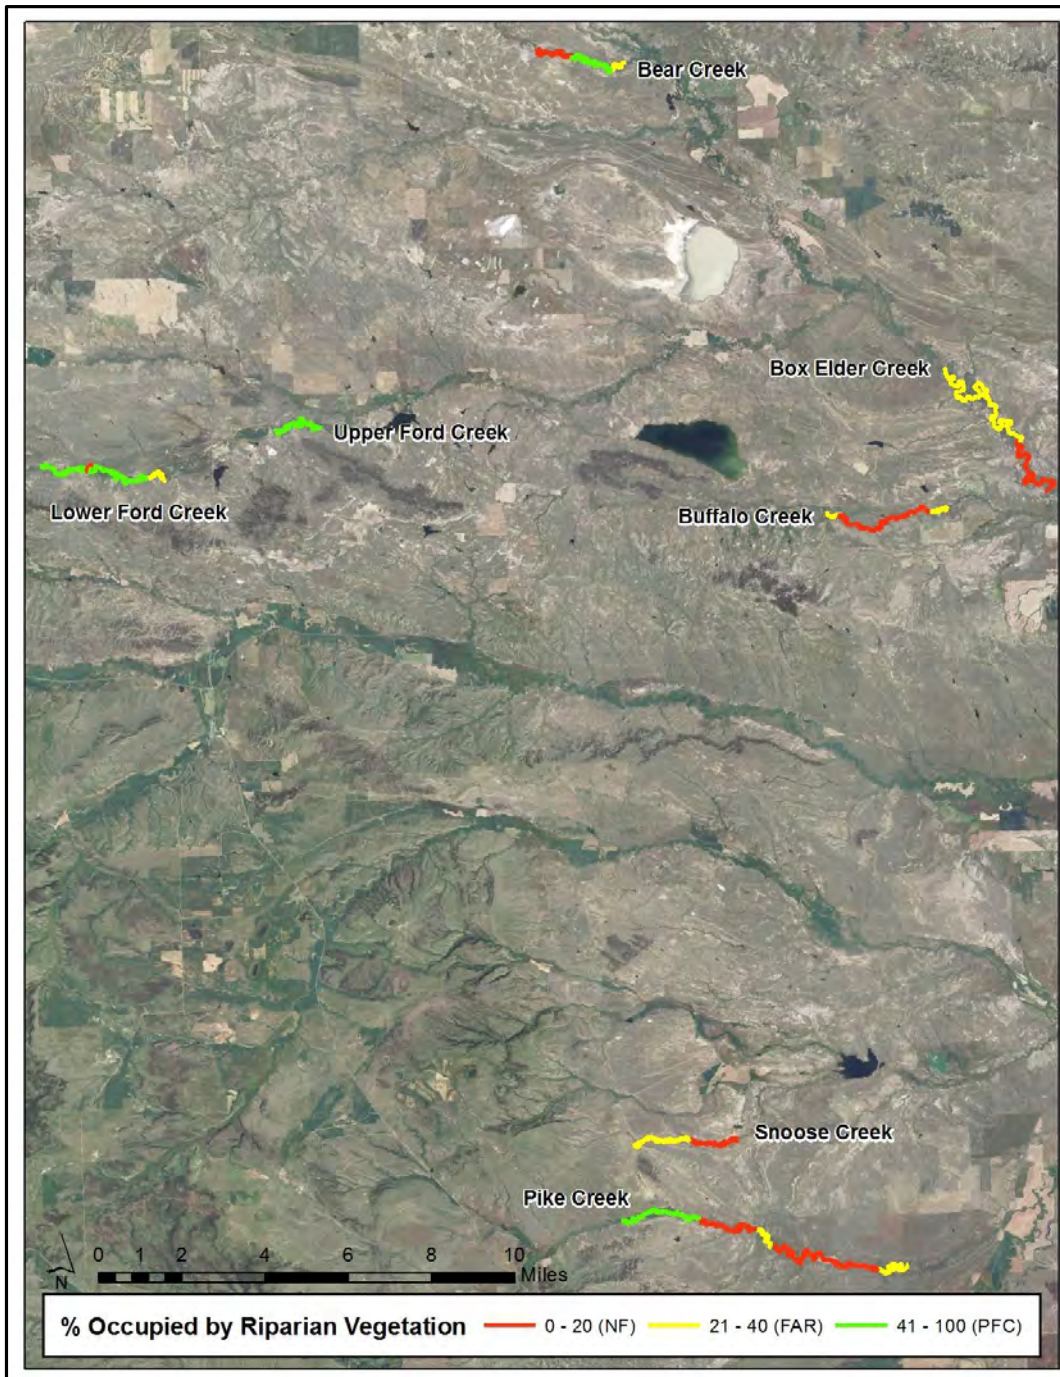 Bear Creek
Box Elder Creek
Upper Ford Creek
Lower Ford Creek
Buffalo Creek
Snoose Creek
Pike Creek
0 1 2 4 6 8 10
Miles
N
% Occupied by Riparian Vegetation 0 - 20 (NF) 21 - 40 (FAR) 41 - 100 (PFC)